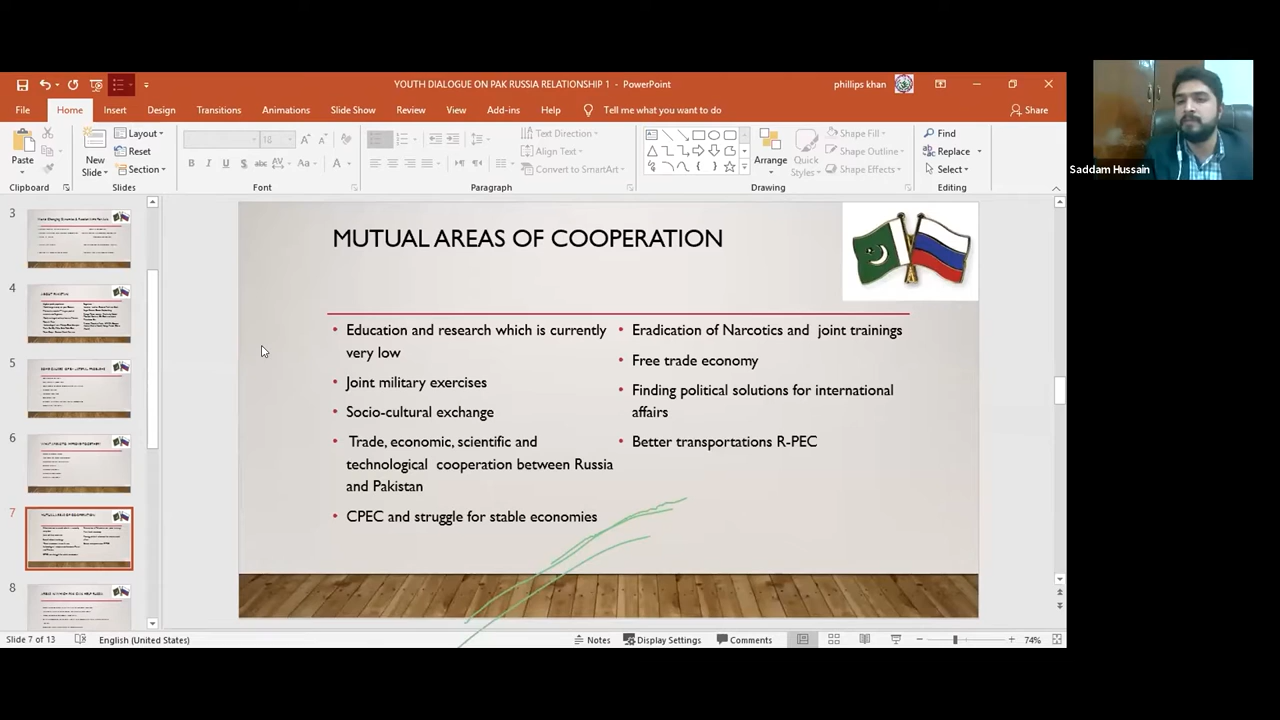 YOUTH DIALOGUE ON PAK RUSSIA RELATIONSHIP 1 - PowerPoint
phillips khan
File Home Insert Design Transitions Animations Slide Show Review View Add-ins Help Tell me what you want to do Share
Paste
New
Slide
Layout
Reset
Section
Text Direction
Align Text
Convert to SmartArt
Arrange
Quick
Styles
Shape Fill
Shape Outline
Shape Effects
Find
Replace
Select
Clipboard Slides Font Paragraph Drawing Editing
Saddam Hussain
3
4
5
6
7
8
MUTUAL AREAS OF COOPERATION
• Education and research which is currently
very low
• Joint military exercises
• Socio-cultural exchange
• Trade, economic, scientific and
technological cooperation between Russia
and Pakistan
• CPEC and struggle for stable economies
• Eradication of Narcotics and joint trainings
• Free trade economy
• Finding political solutions for international
affairs
• Better transportations R-PEC
Slide 7 of 13 English (United States) Notes Display Settings Comments 74%